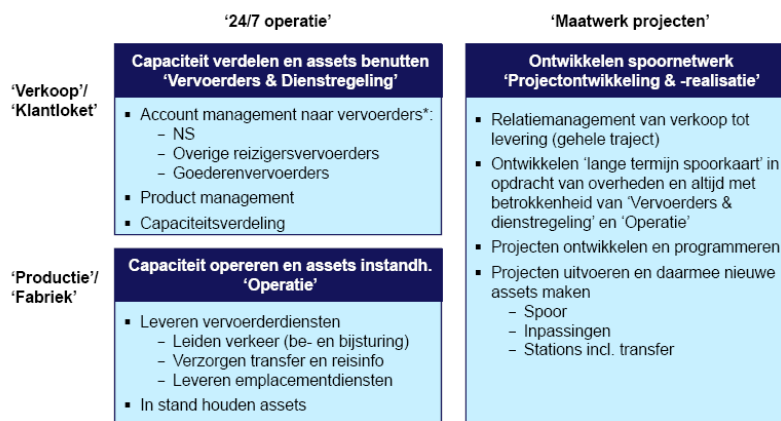 ‘24/7 operatie’
‘Maatwerk projecten’
‘Verkoop’/
‘Klantloket’
Capaciteit verdelen en assets benutten
‘Vervoerders & Dienstregeling’
▪ Account management naar vervoerders*:
– NS
– Overige reizigersvervoerders
– Goederenvervoerders
▪ Product management
▪ Capaciteitsverdeling
‘Productie’/
‘Fabriek’
Capaciteit opereren en assets instandh.
‘Operatie’
▪ Leveren vervoerderdiensten
– Leiden verkeer (be- en bijsturing)
– Verzorgen transfer en reisinfo
– Leveren emplacementdiensten
▪ In stand houden assets
Ontwikkelen spoornetwerk
‘Projectontwikkeling & -realisatie’
▪ Relatiemanagement van verkoop tot
levering (gehele traject)
▪ Ontwikkelen ‘lange termijn spoorkaart’ in
opdracht van overheden en altijd met
betrokkenheid van ‘Vervoerders &
dienstregeling’ en ‘Operatie’
▪ Projecten ontwikkelen en programmeren
▪ Projecten uitvoeren en daarmee nieuwe
assets maken
– Spoor
– Inpassingen
– Stations incl. transfer